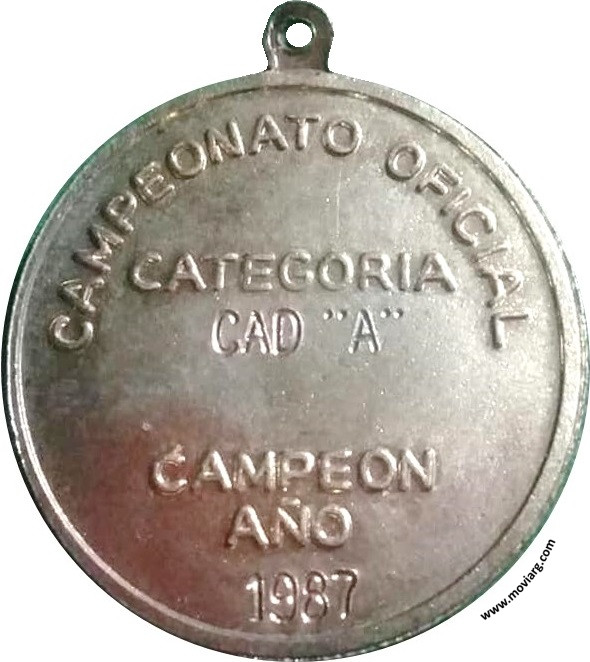 CAMPEONATO OFICIAL
CATEGORIA
CAD "A"
CAMPEON
AÑO
1987
www.moviarg.com